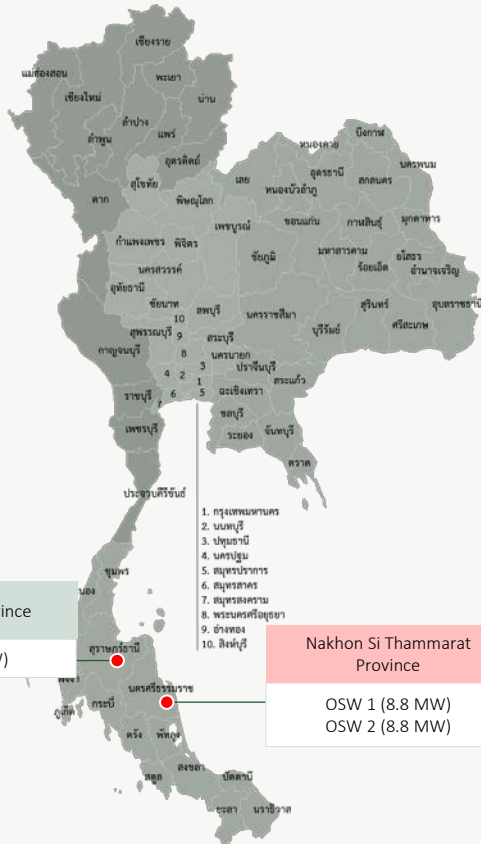 เชียงราย
แม่ฮ่องสอน
พะเยา
เชียงใหม่
น่าน
ลำปาง
แพร่
ลำพูน
อุตรดิตถ์
ตาก
สุโขทัย
พิษณุโลก
เลย
หนองคาย
บึงกาฬ
นครพนม
อุดรธานี
สกลนคร
หนองบัวลำภู
เพชรบูรณ์
ขอนแก่น
กาฬสินธุ์
มุกดาหาร
กำแพงเพชร
พิจิตร
ชัยภูมิ
มหาสารคาม
ร้อยเอ็ด
ยโสธร
อำนาจเจริญ
นครสวรรค์
อุทัยธานี
ชัยนาท
ลพบุรี
นครราชสีมา
สุรินทร์
อุบลราชธานี
10
สุพรรณบุรี
9
สระบุรี
บุรีรัมย์
ศรีสะเกษ
กาญจนบุรี
8
นครนายก
3
ปราจีนบุรี
4
2
1
สระแก้ว
ราชบุรี
6
5
ฉะเชิงเทรา
7
ชลบุรี
เพชรบุรี
ระยอง
จันทบุรี
ตราด
ประจวบคีรีขันธ์
1. กรุงเทพมหานคร
2. นนทบุรี
3. ปทุมธานี
4. นครปฐม
5. สมุทรปราการ
6. สมุทรสาคร
7. สมุทรสงคราม
8. พระนครศรีอยุธยา
9. อ่างทอง
10. สิงห์บุรี
ชุมพร
นอง
ince
)
สุราษฎร์ธานี
Nakhon Si Thammarat
Province
OSW 1 (8.8 MW)
OSW 2 (8.8 MW)
นครศรีธรรมราช
กระบี่
ภูเก็ต
ตรัง
พัทลุง
สงขลา
สตูล
ปัตตานี
ยะลา
นราธิวาส